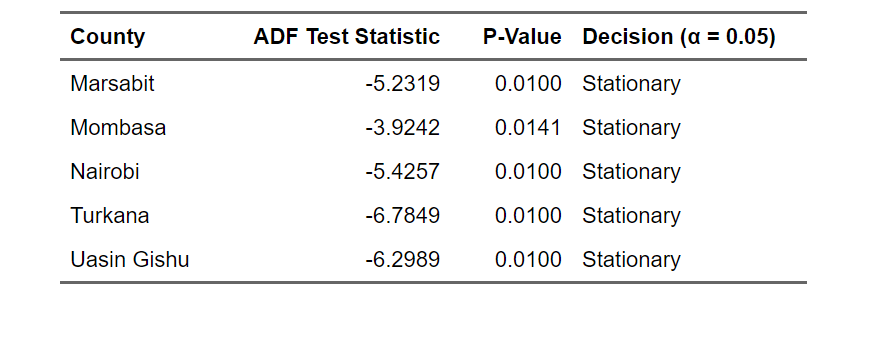 County ADF Test Statistic P-Value Decision (α = 0.05)
Marsabit -5.2319 0.0100 Stationary
Mombasa -3.9242 0.0141 Stationary
Nairobi -5.4257 0.0100 Stationary
Turkana -6.7849 0.0100 Stationary
Uasin Gishu -6.2989 0.0100 Stationary